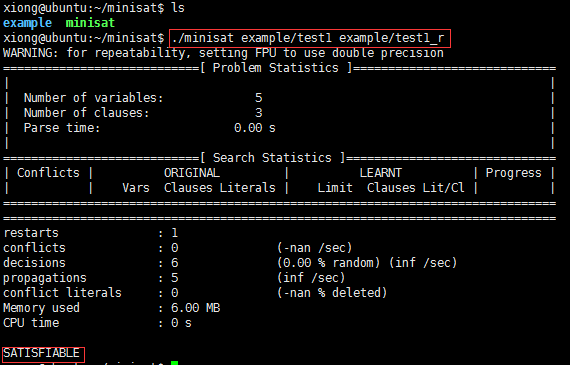 xiong@ubuntu:~/minisat$ ls
example  minisat
xiong@ubuntu:~/minisat$ ./minisat example/test1 example/test1_r
WARNING: for repeatability, setting FPU to use double precision
============================[ Problem Statistics ]=============================
|                                                                             |
|  Number of variables:             5                                         |
|  Number of clauses:               3                                         |
|  Parse time:                   0.00 s                                       |
|                                                                             |
============================[ Search Statistics ]==============================
| Conflicts |          ORIGINAL         |          LEARNT          | Progress |
|           |    Vars  Clauses Literals |    Limit  Clauses Lit/Cl |          |
===============================================================================
===============================================================================
restarts              : 1
conflicts             : 0              (-nan /sec)
decisions             : 6              (0.00 % random) (inf /sec)
propagations          : 5              (inf /sec)
conflict literals     : 0              (-nan % deleted)
Memory used           : 6.00 MB
CPU time              : 0 s
SATISFIABLE